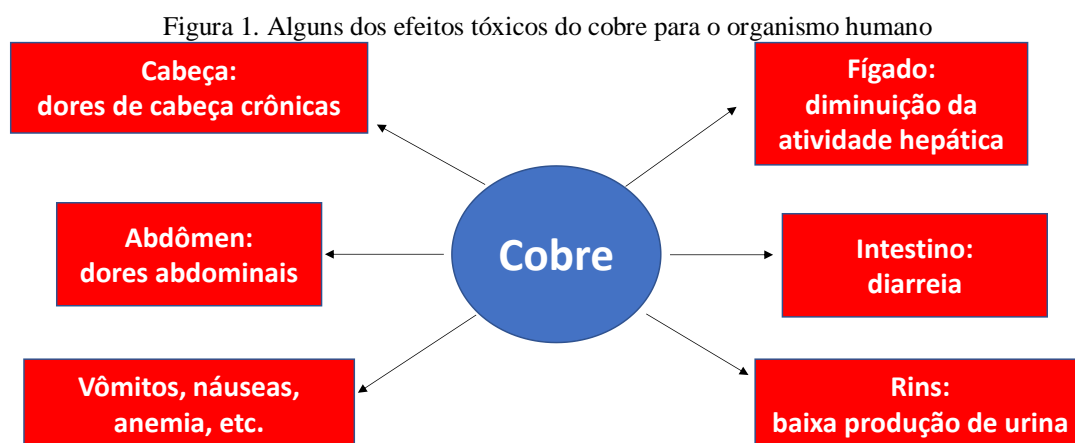 Figura 1. Alguns dos efeitos tóxicos do cobre para o organismo humano
Cabeça:
dores de cabeça crônicas
Fígado:
diminuição da
atividade hepática
Abdômen:
dores abdominais
Cobre
Intestino:
diarreia
Vômitos, náuseas,
anemia, etc.
Rins:
baixa produção de urina